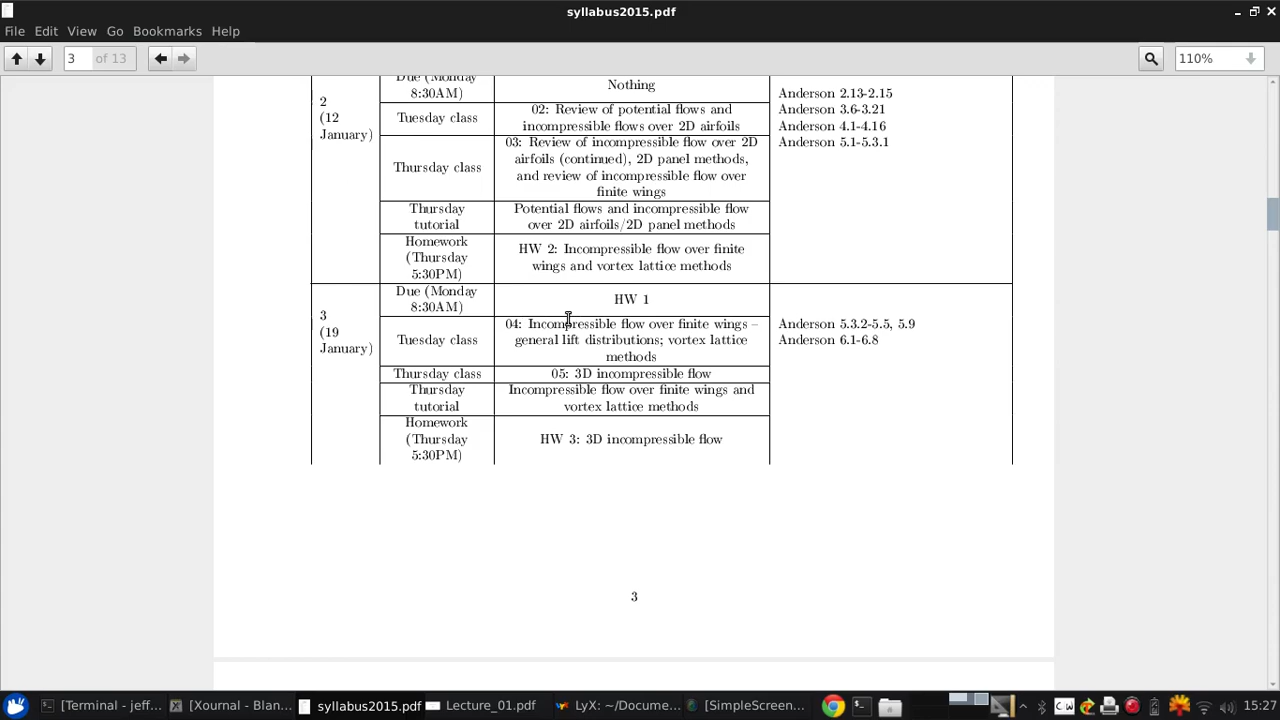 syllabus2015.pdf
File Edit View Go Bookmarks Help
3 of 13
110%
Due (Monday
8:30AM)
Nothing
2
(12
January)
Tuesday class
02: Review of potential flows and
incompressible flows over 2D airfoils
Thursday class
03: Review of incompressible flow over 2D
airfoils (continued), 2D panel methods,
and review of incompressible flow over
finite wings
Thursday
tutorial
Potential flows and incompressible flow
over 2D airfoils/2D panel methods
Homework
(Thursday
5:30PM)
HW 2: Incompressible flow over finite
wings and vortex lattice methods
Anderson 2.13-2.15
Anderson 3.6-3.21
Anderson 4.1-4.16
Anderson 5.1-5.3.1
3
(19
January)
Due (Monday
8:30AM)
HW 1
Tuesday class
04: Incompressible flow over finite wings –
general lift distributions; vortex lattice
methods
Thursday class
05: 3D incompressible flow
Thursday
tutorial
Incompressible flow over finite wings and
vortex lattice methods
Homework
(Thursday
5:30PM)
HW 3: 3D incompressible flow
Anderson 5.3.2-5.5, 5.9
Anderson 6.1-6.8
3
[Terminal - jeff... [Xournal - Blan... syllabus2015.pdf Lecture_01.pdf LyX: ~/Docume... [SimpleScreen... CW 15:27